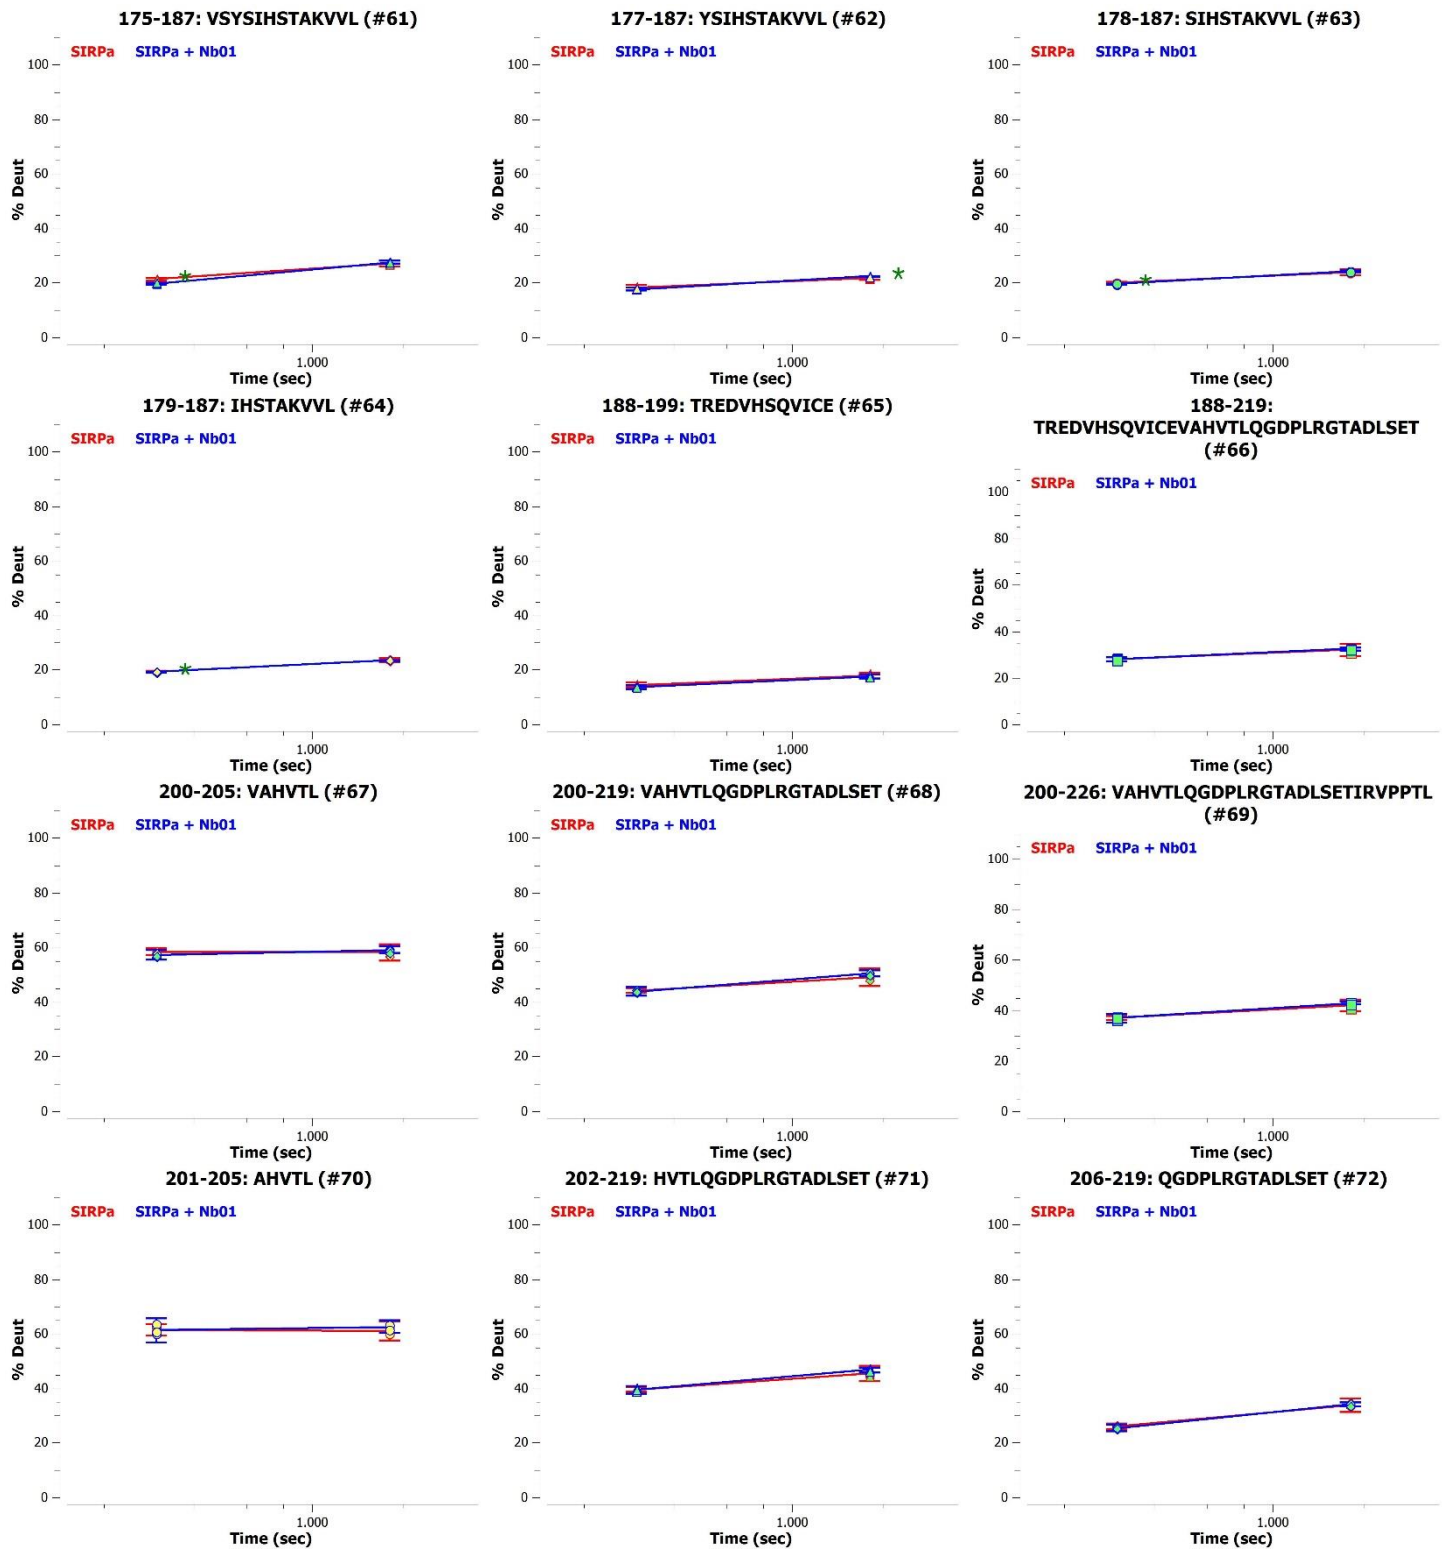 175-187: VSYSIHSTAKVVL (#61)
SIRPa SIRPa + Nb01
100
80
60
40
20
0
% Deut
1.000
Time (sec)
177-187: YSIHSTAKVVL (#62)
SIRPa SIRPa + Nb01
100
80
60
40
20
0
% Deut
1.000
Time (sec)
178-187: SIHSTAKVVL (#63)
SIRPa SIRPa + Nb01
100
80
60
40
20
0
% Deut
1.000
Time (sec)
179-187: IHSTAKVVL (#64)
SIRPa SIRPa + Nb01
100
80
60
40
20
0
% Deut
1.000
Time (sec)
188-199: TREDVHSQVICE (#65)
SIRPa SIRPa + Nb01
100
80
60
40
20
0
% Deut
1.000
Time (sec)
188-219:
TREDVHSQVICEVAHVTLQGDPLRGTADLSET
(#66)
SIRPa SIRPa + Nb01
100
80
60
40
20
0
% Deut
1.000
Time (sec)
200-205: VAHVTL (#67)
SIRPa SIRPa + Nb01
100
80
60
40
20
0
% Deut
1.000
Time (sec)
200-219: VAHVTLQGDPLRGTADLSET (#68)
SIRPa SIRPa + Nb01
100
80
60
40
20
0
% Deut
1.000
Time (sec)
200-226: VAHVTLQGDPLRGTADLSETIRVPPTL
(#69)
SIRPa SIRPa + Nb01
100
80
60
40
20
0
% Deut
1.000
Time (sec)
201-205: AHVTL (#70)
SIRPa SIRPa + Nb01
100
80
60
40
20
0
% Deut
1.000
Time (sec)
202-219: HVTLQGDPLRGTADLSET (#71)
SIRPa SIRPa + Nb01
100
80
60
40
20
0
% Deut
1.000
Time (sec)
206-219: QGDPLRGTADLSET (#72)
SIRPa SIRPa + Nb01
100
80
60
40
20
0
% Deut
1.000
Time (sec)